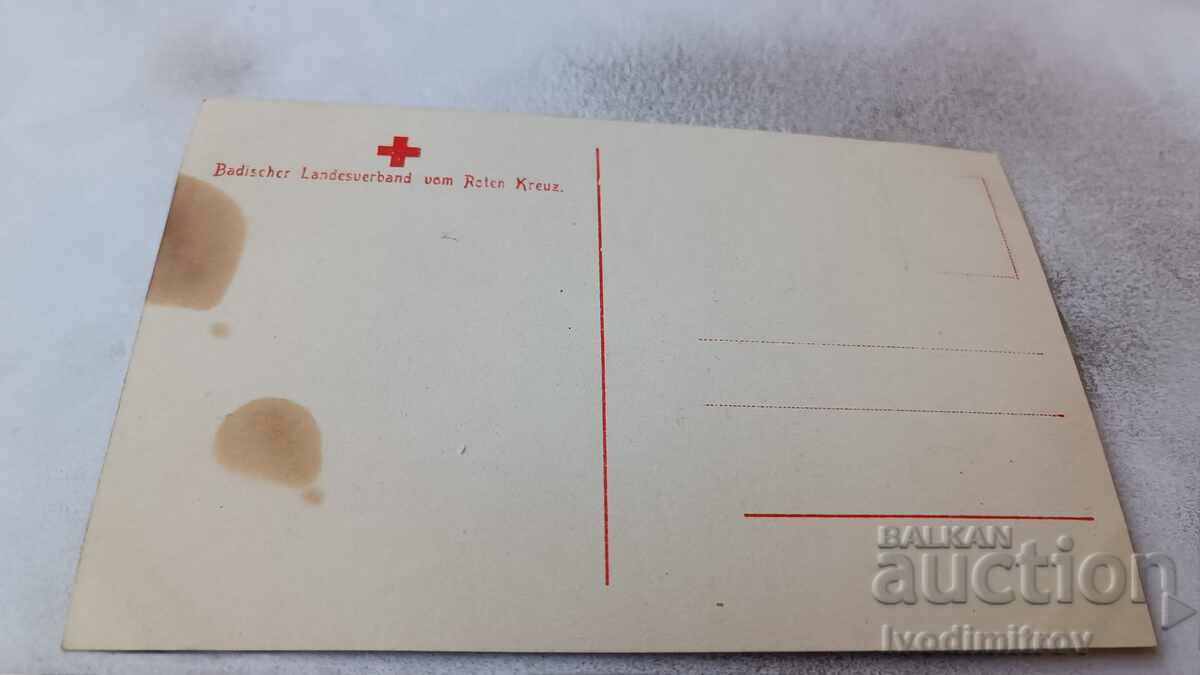 Badischer Landesverband vom Roten Kreuz.
BALKAN
auction
Ivodimitrov